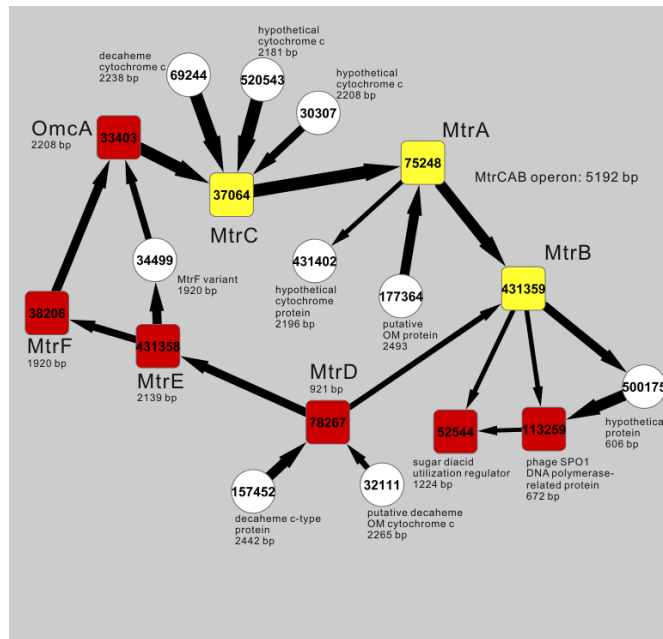 hypothetical
cytochrome c
2181 bp
decaheme
cytochrome c
2238 bp
69244
520543
hypothetical
cytochrome c
2208 bp
30307
OmcA
2208 bp
33403
MtrA
75248
37064
MtrC
MtrCAB operon: 5192 bp
34499
MtrF variant
1920 bp
431402
hypothetical
cytochrome
protein
2196 bp
177364
putative
OM protein
2493
MtrB
431359
38206
MtrF
1920 bp
431358
MtrE
2139 bp
MtrD
921 bp
78267
500175
hypothetical
protein
606 bp
52544
sugar diacid
utilization regulator
1224 bp
113259
phage SPO1
DNA polymerase-
related protein
672 bp
157452
decaheme c-type
protein
2442 bp
32111
putative decaheme
OM cytochrome c
2265 bp